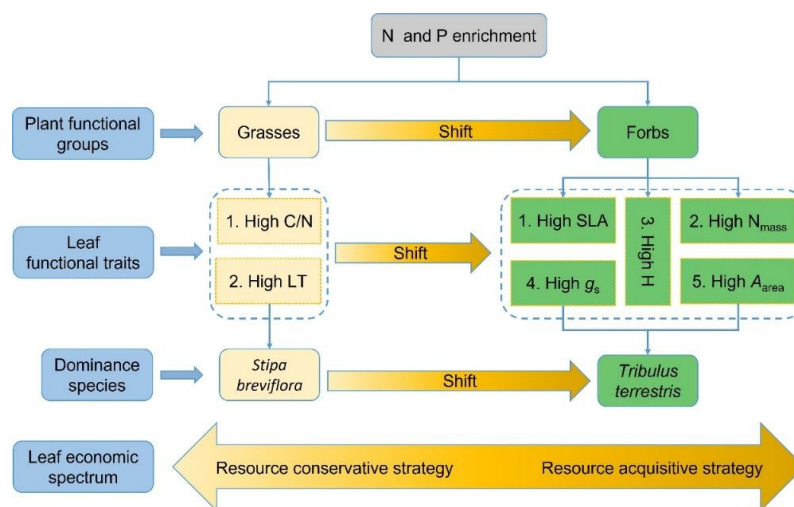 N and P enrichment
Plant functional
groups
Grasses
Shift
Forbs
Leaf
functional traits
1. High C/N
2. High LT
Shift
1. High SLA
3. High H
2. High Nmass
4. High gs
5. High Aarea
Dominance
species
Stipa
breviflora
Shift
Tribulus
terrestris
Leaf economic
spectrum
Resource conservative strategy
Resource acquisitive strategy